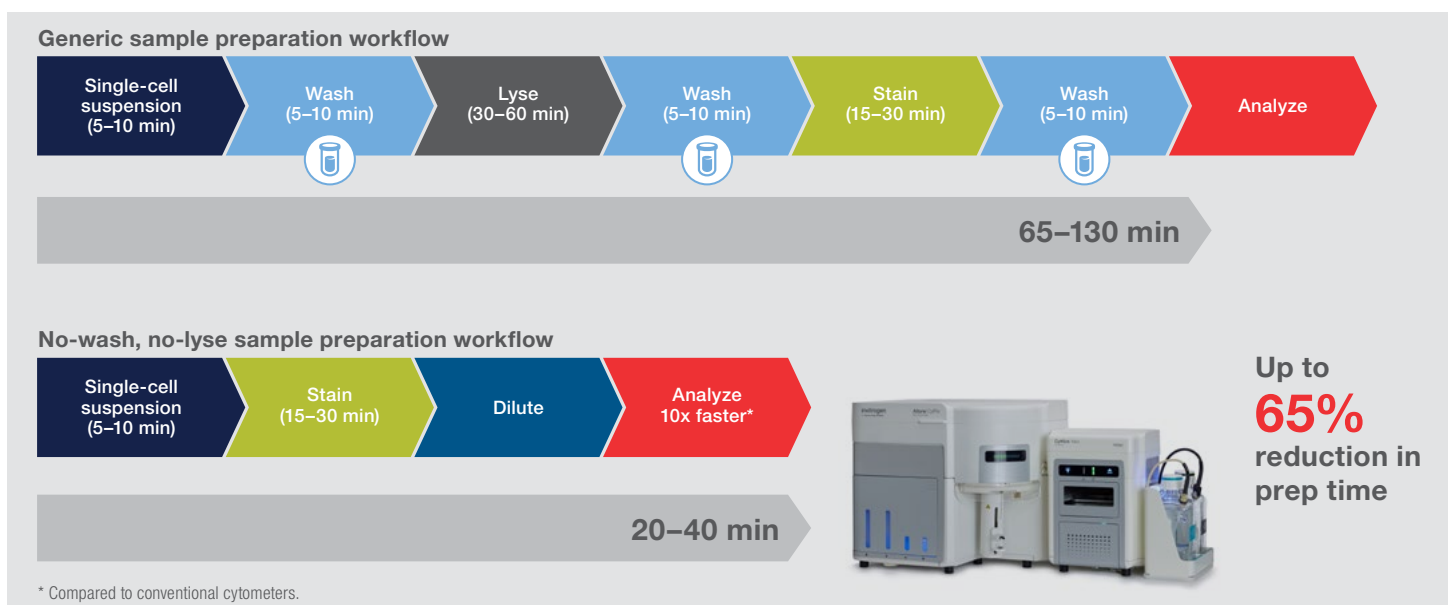 Generic sample preparation workflow
Single-cell
suspension
(5–10 min)
Wash
(5–10 min)
Lyse
(30–60 min)
Wash
(5–10 min)
Stain
(15–30 min)
Wash
(5–10 min)
Analyze
65–130 min
No-wash, no-lyse sample preparation workflow
Single-cell
suspension
(5–10 min)
Stain
(15–30 min)
Dilute
Analyze
10x faster*
20–40 min
Up to
65%
reduction in
prep time
* Compared to conventional cytometers.